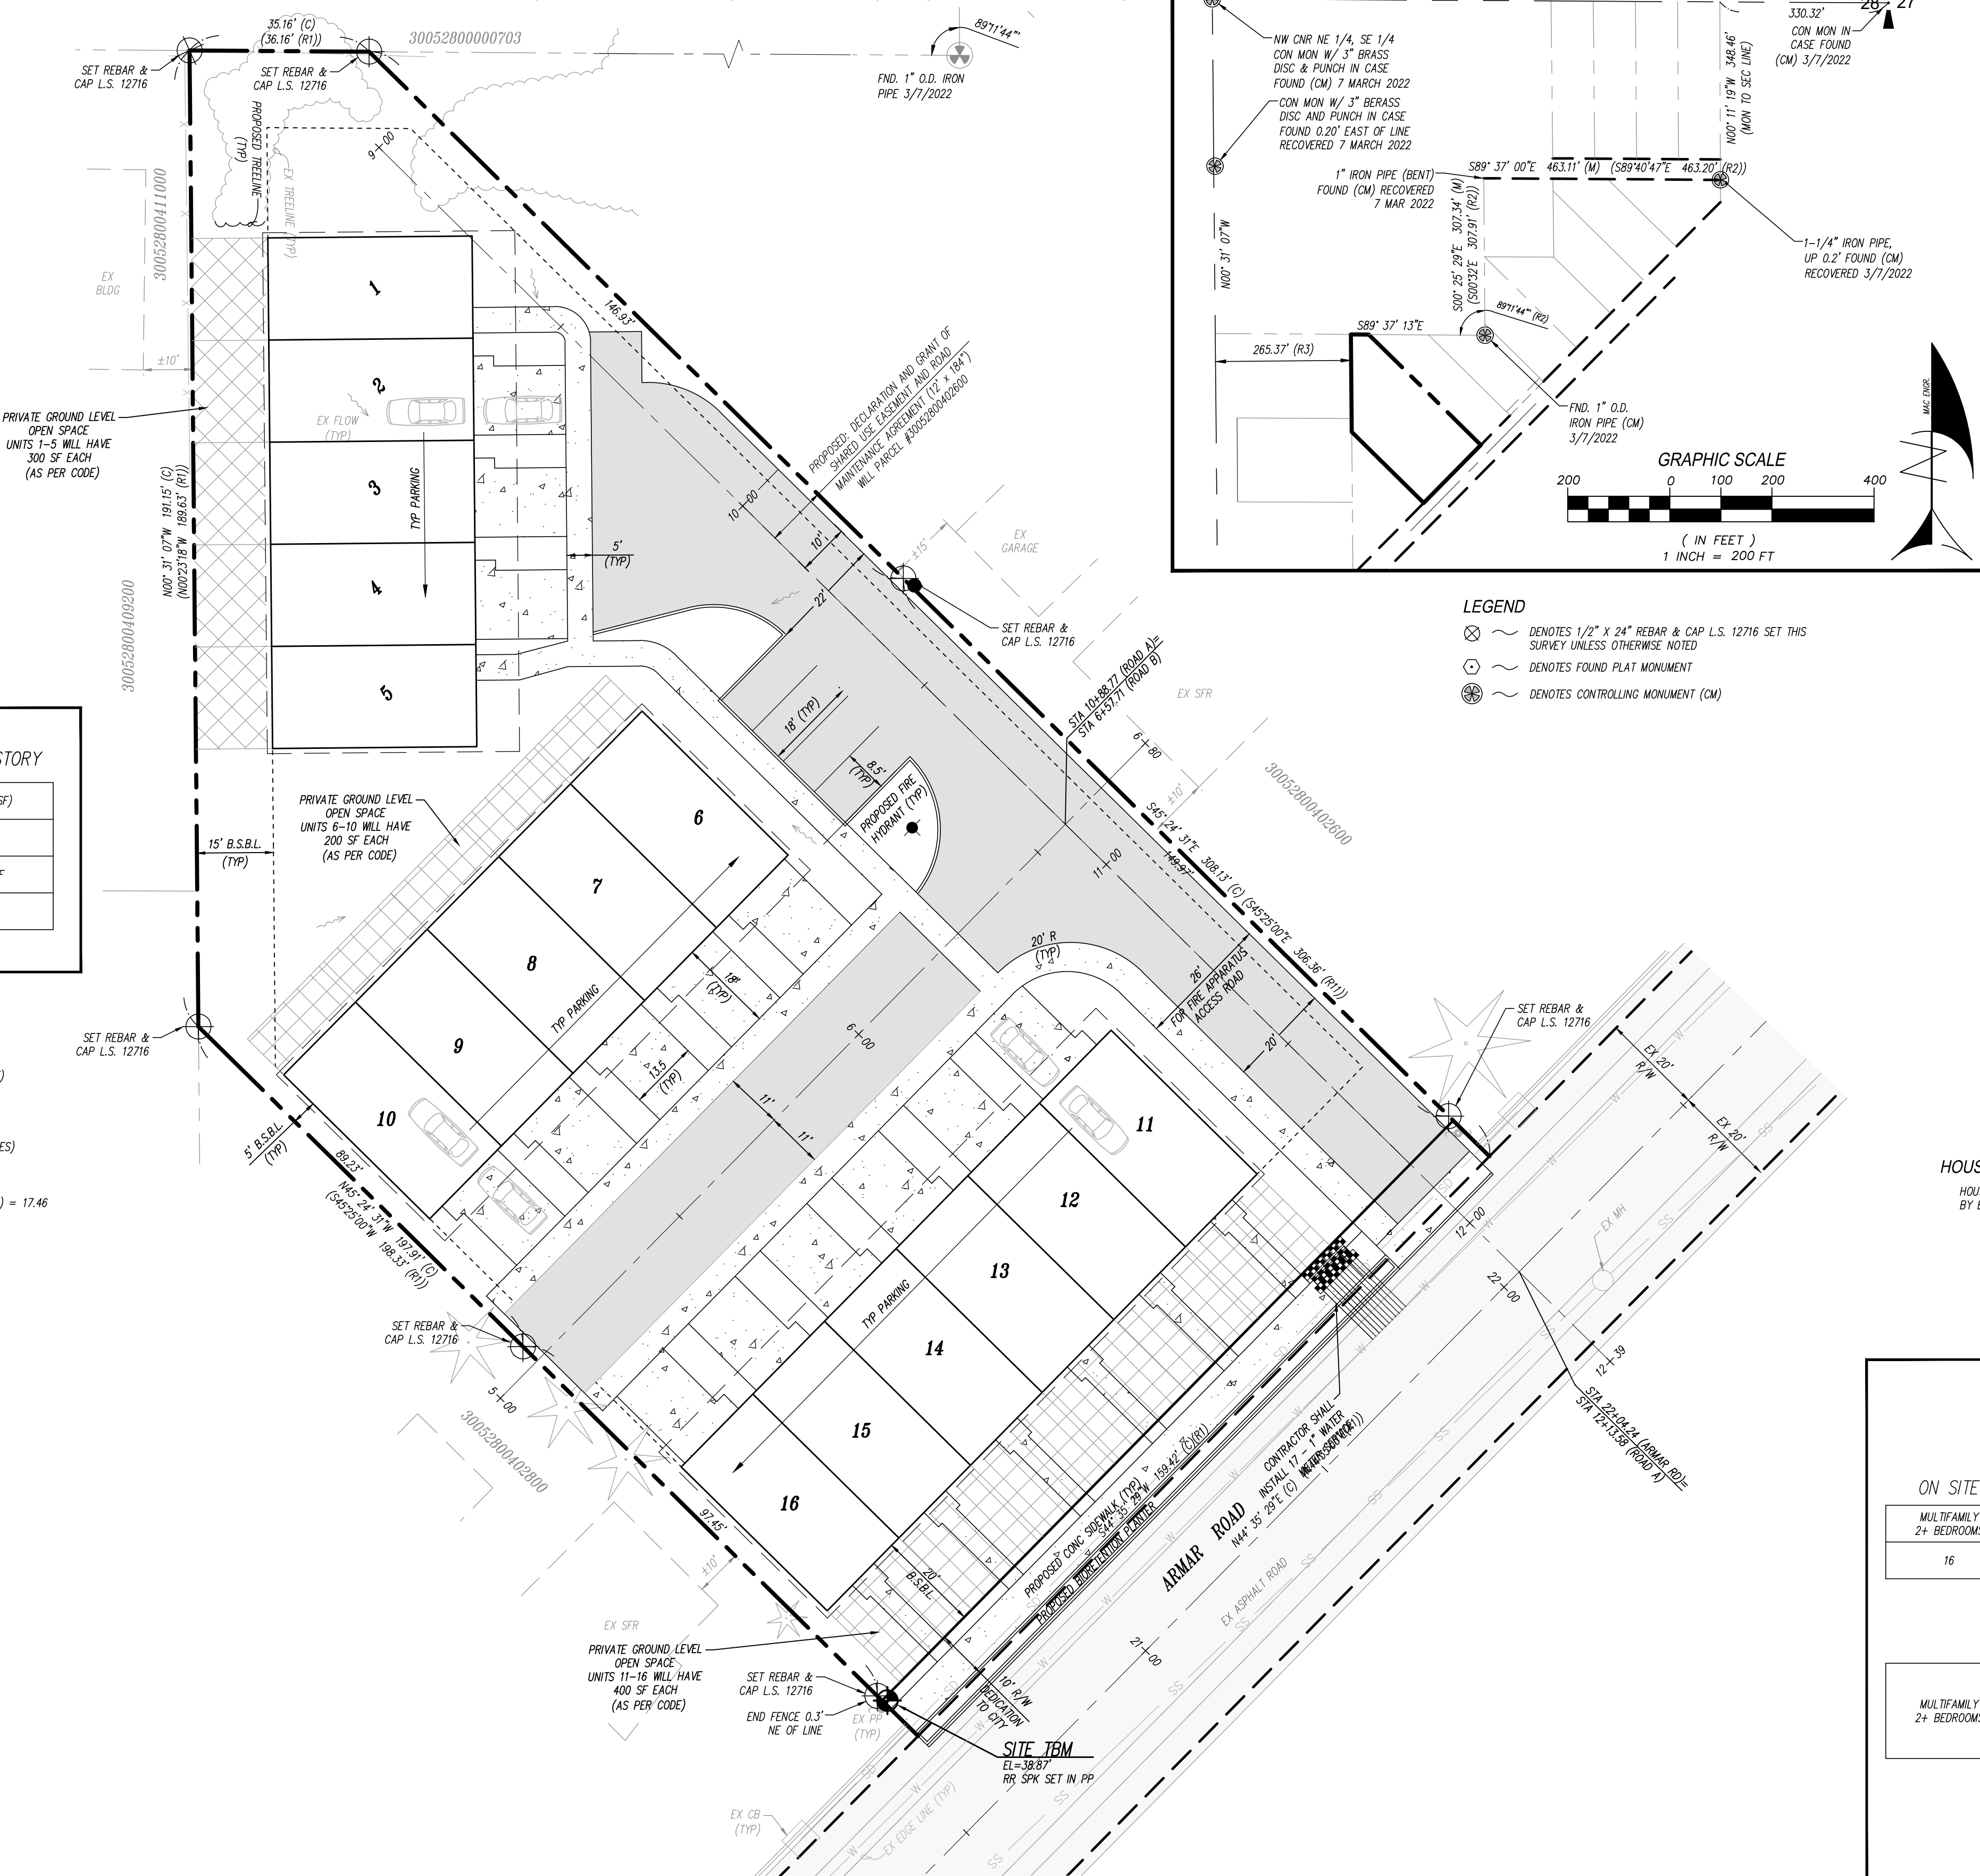 35.16' (C)
(36.16' (R1))
30052800000703
89°11'44"
SET REBAR &
CAP L.S. 12716
SET REBAR &
CAP L.S. 12716
FND. 1" O.D. IRON
PIPE 3/7/2022
PROPOSED TREELINE
(TYP)
EX TREELINE (TYP)
9+00
30052800411000
EX
BLDG
±10'
146.93'
1
2
3
4
5
EX FLOW
(TYP)
TYP PARKING
PRIVATE GROUND LEVEL
OPEN SPACE
UNITS 1-5 WILL HAVE
300 SF EACH
(AS PER CODE)
N00° 31' 07"W 191.15' (C)
(N00°23'18"W 189.63' (R1))
30052800409200
PROPOSED: DECLARATION AND GRANT OF
SHARED USE EASEMENT AND ROAD
MAINTENANCE AGREEMENT (12' x 184')
WILL PARCEL #30052800402600
10+00
10'
5'
(TYP)
22'
±15'
EX
GARAGE
SET REBAR &
CAP L.S. 12716
STA 10+88.77 (ROAD A)=
STA 6+57.71 (ROAD B)
EX SFR
6+80
±10'
30052800402600
18' (TYP)
8.5'
(TYP)
PROPOSED FIRE
HYDRANT (TYP)
11+00
S45° 24' 31"E 308.13' (C) (S45°25'00"E 306.36' (R11))
149.97'
15' B.S.B.L.
(TYP)
PRIVATE GROUND LEVEL
OPEN SPACE
UNITS 6-10 WILL HAVE
200 SF EACH
(AS PER CODE)
6
7
8
9
10
TYP PARKING
18'
(TYP)
13.5
(TYP)
6+00
11'
11'
20' R
(TYP)
26'
FOR FIRE APPARATUS
ACCESS ROAD
20'
SET REBAR &
CAP L.S. 12716
SET REBAR &
CAP L.S. 12716
EX 20'
R/W
EX 20'
R/W
5' B.S.B.L.
(TYP)
89.23'
N45° 24' 31"W 197.91' (C)
(S45°25'00"W 198.33' (R1))
SET REBAR &
CAP L.S. 12716
5+00
30052800402800
11
12
13
14
15
16
TYP PARKING
97.45'
±10'
EX SFR
PRIVATE GROUND LEVEL
OPEN SPACE
UNITS 11-16 WILL HAVE
400 SF EACH
(AS PER CODE)
SET REBAR &
CAP L.S. 12716
END FENCE 0.3'
NE OF LINE
EX PP
(TYP)
20'
B.S.B.L.
10' R/W
DEDICATION
TO CITY
SITE TBM
EL=38.87'
RR SPK SET IN PP
EX CB
(TYP)
EX EDGE LINE (TYP)
PROPOSED CONC SIDEWALK (TYP)
S44° 35' 29"W 159.42' (C)(R1)
PROPOSED BIORETENTION PLANTER
CONTRACTOR SHALL
INSTALL 17 - 1" WATER
ARMAR ROAD
N44° 35' 29"E (C)
EX ASPHALT ROAD
21+00
22+00
12+00
12+39
EX MH
STA 22+04.24 (ARMAR RD)=
STA 12+13.58 (ROAD A)
NW CNR NE 1/4, SE 1/4
CON MON W/ 3" BRASS
DISC & PUNCH IN CASE
FOUND (CM) 7 MARCH 2022
CON MON W/ 3" BERASS
DISC AND PUNCH IN CASE
FOUND 0.20' EAST OF LINE
RECOVERED 7 MARCH 2022
28 27
330.32'
CON MON IN
CASE FOUND
(CM) 3/7/2022
N00° 11' 19"W 348.46'
(MON TO SEC LINE)
S89° 37' 00"E 463.11' (M) (S89°40'47"E 463.20' (R2))
1" IRON PIPE (BENT)
FOUND (CM) RECOVERED
7 MAR 2022
S00° 25' 29"E 307.34' (M)
(S00°32'E 307.91' (R2))
1-1/4" IRON PIPE,
UP 0.2' FOUND (CM)
RECOVERED 3/7/2022
N00° 31' 07"W
89°11'44" (R2)
S89° 37' 13"E
265.37' (R3)
FND. 1" O.D.
IRON PIPE (CM)
3/7/2022
MAC ENGR.
GRAPHIC SCALE
200 0 100 200 400
( IN FEET )
1 INCH = 200 FT
LEGEND
DENOTES 1/2" X 24" REBAR & CAP L.S. 12716 SET THIS
SURVEY UNLESS OTHERWISE NOTED
DENOTES FOUND PLAT MONUMENT
DENOTES CONTROLLING MONUMENT (CM)
STORY
SF)
ES)
) = 17.46
HOUS
HOU
BY E
ON SITE
MULTIFAMILY
2+ BEDROOMS
16
MULTIFAMILY
2+ BEDROOMS